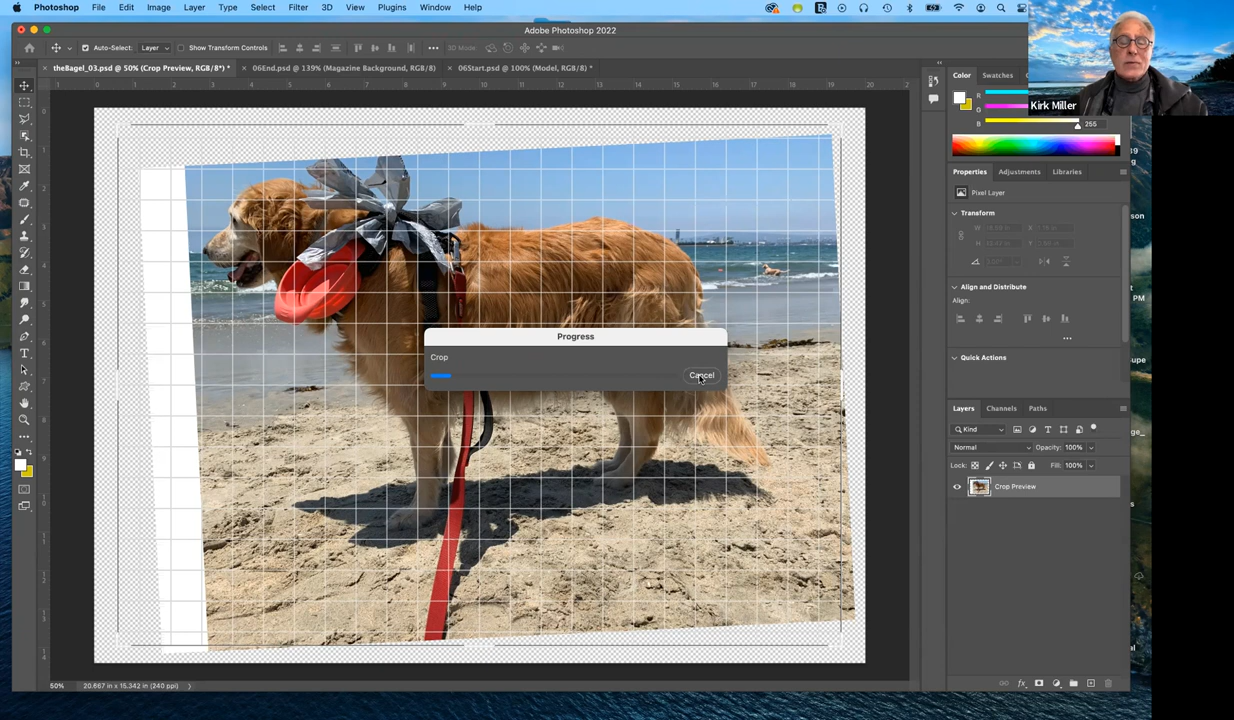 Photoshop File Edit Image Layer Type Select Filter 3D View Plugins Window Help
Adobe Photoshop 2022
Auto-Select: Layer Show Transform Controls 3D Mode:
theBagel_03.psd @ 50% (Crop Preview, RGB/8*) * 06End.psd @ 139% (Magazine Background, RGB/8) 06Start.psd @ 100% (Model, RGB/8) *
Color Swatches
Kirk Miller
255
Properties Adjustments Libraries
Pixel Layer
Transform
Align and Distribute
Align:
Quick Actions
Progress
Crop
Cancel
Layers Channels Paths
Kind
Normal Opacity: 100%
Lock: Fill: 100%
Crop Preview
50% 20.667 in x 15.342 in (240 ppi)